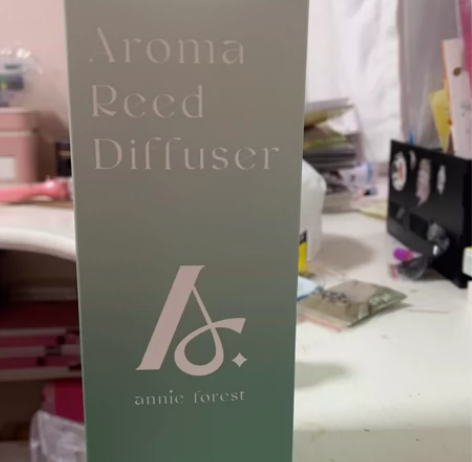 Aroma
Reed
Diffuser
annie forest